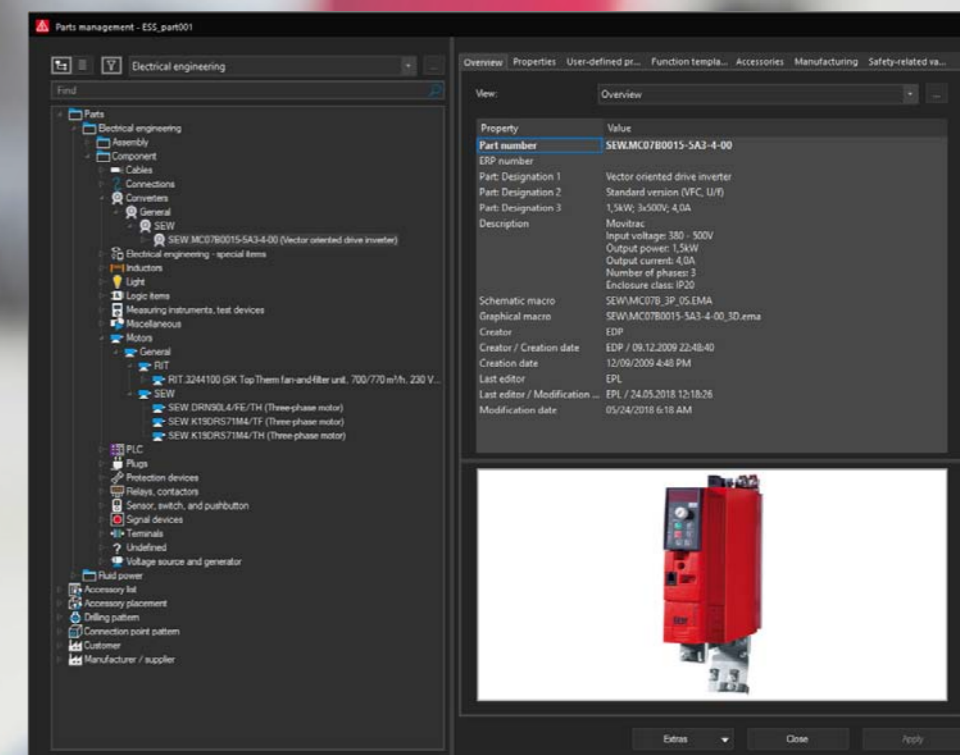 Parts management - ESS_part001
Electrical engineering
...
Find
Parts
Electrical engineering
Assembly
Component
Cables
Connections
Converters
General
SEW
SEW.MC07B0015-5A3-4-00 (Vector oriented drive inverter)
Electrical engineering - special items
Inductors
Light
Logic items
Measuring instruments, test devices
Miscellaneous
Motors
General
RIT
RIT.3244100 (SK TopTherm fan-and-filter unit, 700/770 m³/h, 230 V...
SEW
SEW.DRN90L4/FE/TH (Three-phase motor)
SEW.K19DRS71M4/TF (Three-phase motor)
SEW.K19DRS71M4/TH (Three-phase motor)
PLC
Plugs
Protection devices
Relays, contactors
Sensor, switch, and pushbutton
Signal devices
Terminals
Undefined
Voltage source and generator
Fluid power
Accessory list
Accessory placement
Drilling pattern
Connection point pattern
Customer
Manufacturer / supplier
Overview Properties User-defined pr... Function templa... Accessories Manufacturing Safety-related va...
View: Overview ...
Property Value
Part number SEW.MC07B0015-5A3-4-00
ERP number
Part: Designation 1 Vector oriented drive inverter
Part: Designation 2 Standard version (VFC, U/f)
Part: Designation 3 1,5kW; 3x500V; 4,0A
Description Movitrac
Input voltage: 380 - 500V
Output power: 1,5kW
Output current: 4,0A
Number of phases: 3
Enclosure class: IP20
Schematic macro SEW\MC07B_3P_0S.EMA
Graphical macro SEW\MC07B0015-5A3-4-00_3D.ema
Creator EDP
Creator / Creation date EDP / 09.12.2009 22:48:40
Creation date 12/09/2009 4:48 PM
Last editor EPL
Last editor / Modification ... EPL / 24.05.2018 12:18:26
Modification date 05/24/2018 6:18 AM
Extras Close Apply